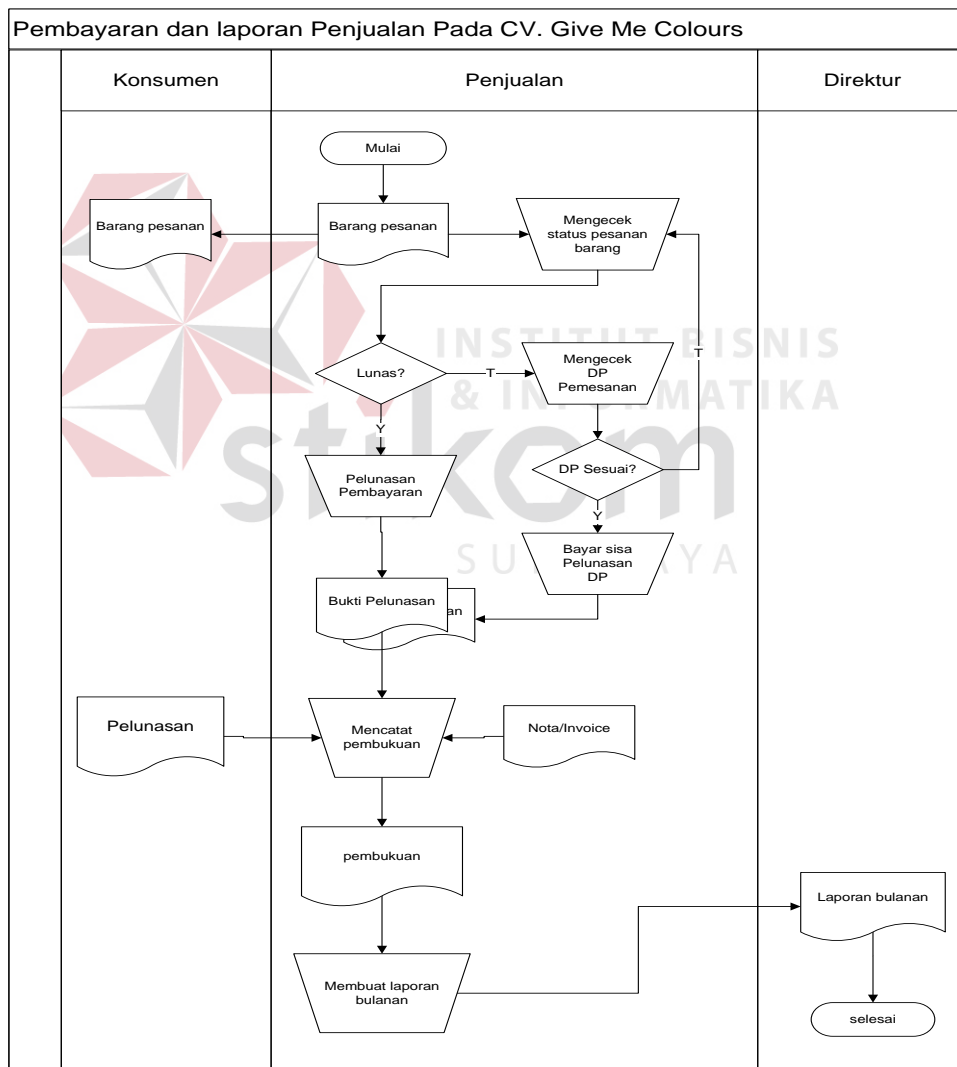 Pembayaran dan laporan Penjualan Pada CV. Give Me Colours
Konsumen
Penjualan
Direktur
Mulai
Barang pesanan
Barang pesanan
Mengecek
status pesanan
barang
Lunas?
T
Mengecek
DP
Pemesanan
T
Y
DP Sesuai?
Pelunasan
Pembayaran
Y
Bayar sisa
Pelunasan
DP
Bukti Pelunasan
an
Pelunasan
Mencatat
pembukuan
Nota/Invoice
pembukuan
Laporan bulanan
Membuat laporan
bulanan
selesai
INSTITUT BISNIS
& INFORMATIKA
stikom